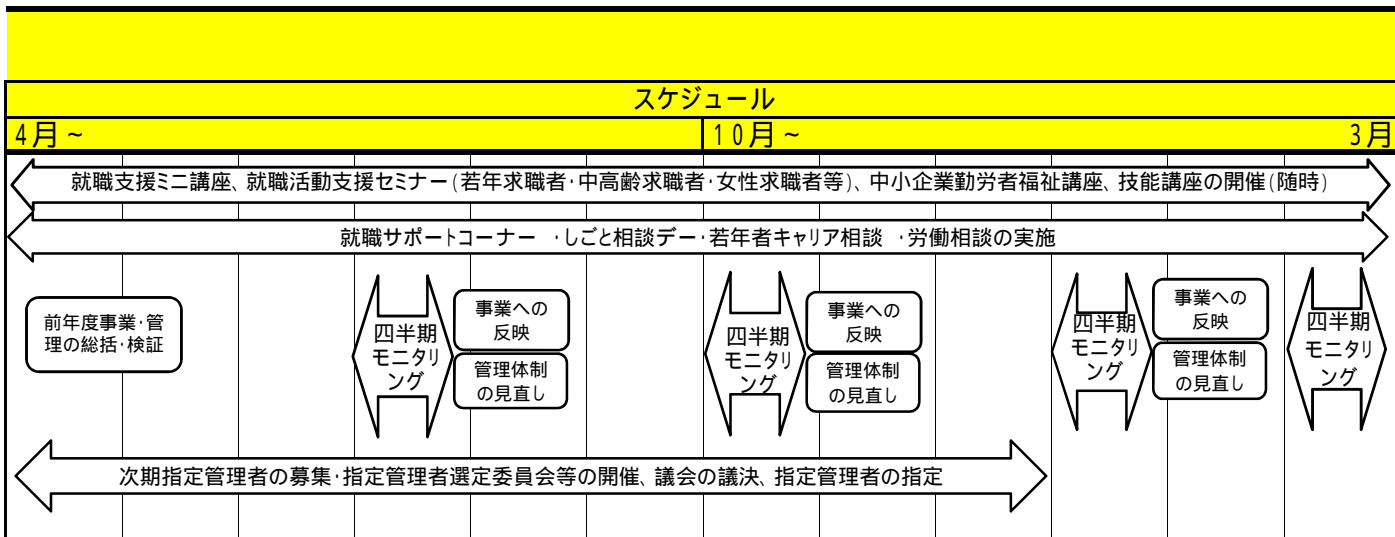 スケジュール
4月~
10月~
3月
就職支援ミニ講座、就職活動支援セミナー(若年求職者・中高齢求職者・女性求職者等)、中小企業勤労者福祉講座、技能講座の開催(随時)
就職サポートコーナー ・しごと相談デー・若年者キャリア相談 ・労働相談の実施
前年度事業・管
理の総括・検証
四半期
モニタリ
ング
事業への
反映
管理体制
の見直し
四半期
モニタリ
ング
事業への
反映
管理体制
の見直し
四半期
モニタリ
ング
事業への
反映
管理体制
の見直し
四半期
モニタリ
ング
次期指定管理者の募集・指定管理者選定委員会等の開催、議会の議決、指定管理者の指定